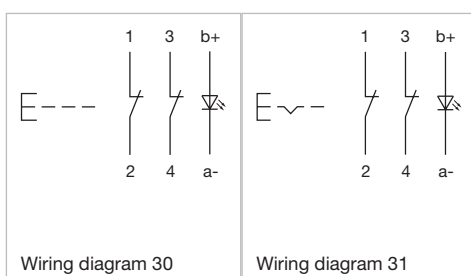 1 3 b+
2 4 a-
Wiring diagram 30
1 3 b+
2 4 a-
Wiring diagram 31